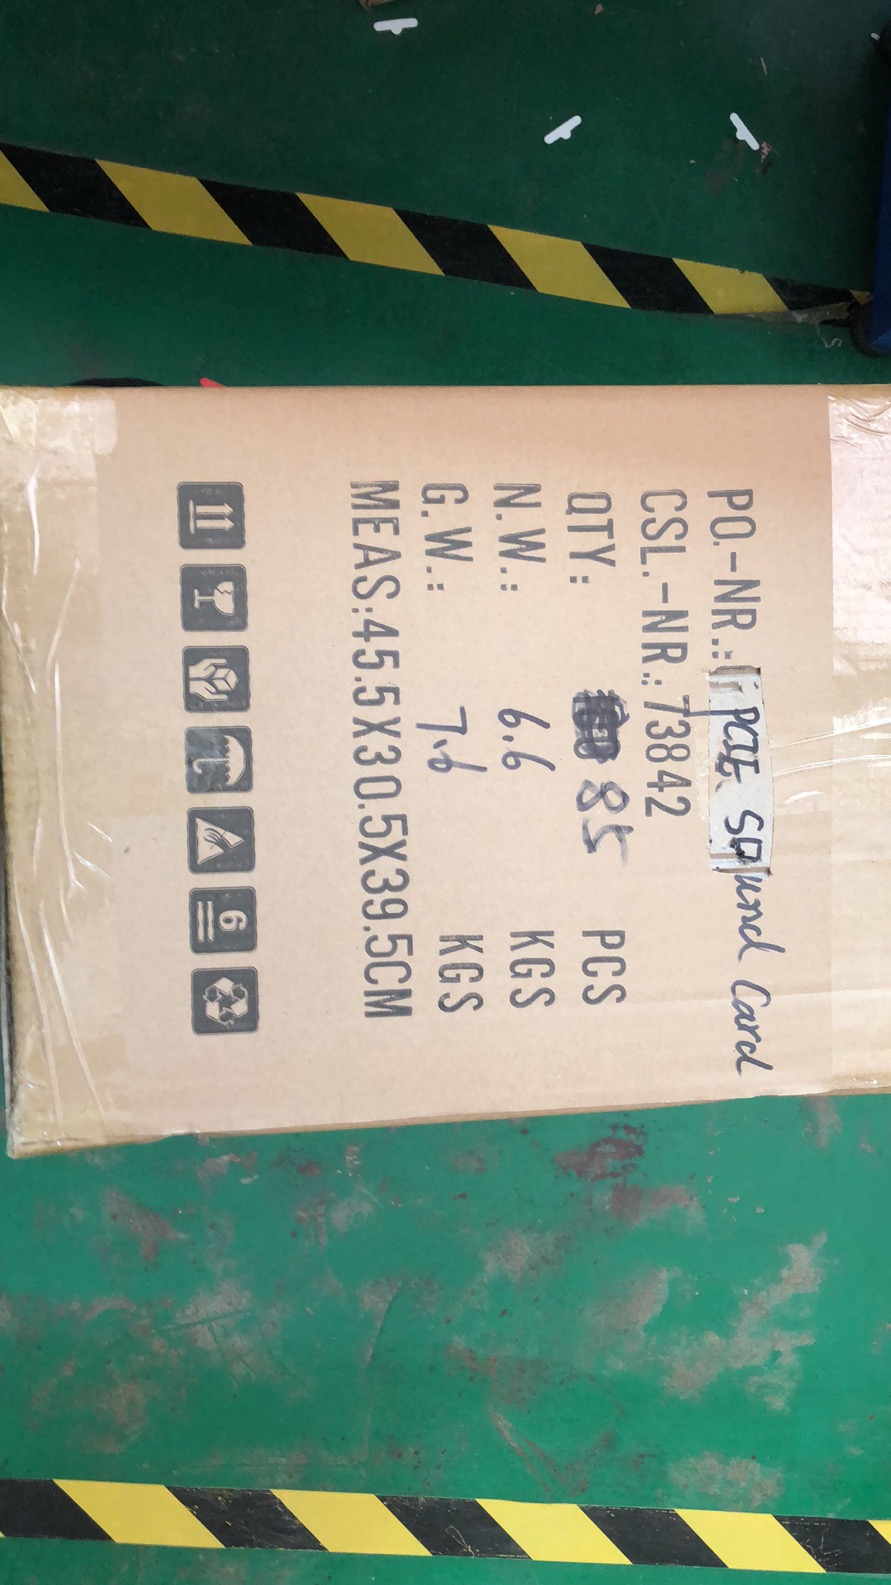 PO.-NR.: PCIE Sound Card
CSL.-NR.: 73842
QTY: 85 PCS
N.W.: 6.6 KGS
G.W.: 7.6 KGS
MEAS:45.5X30.5X39.5CM
6